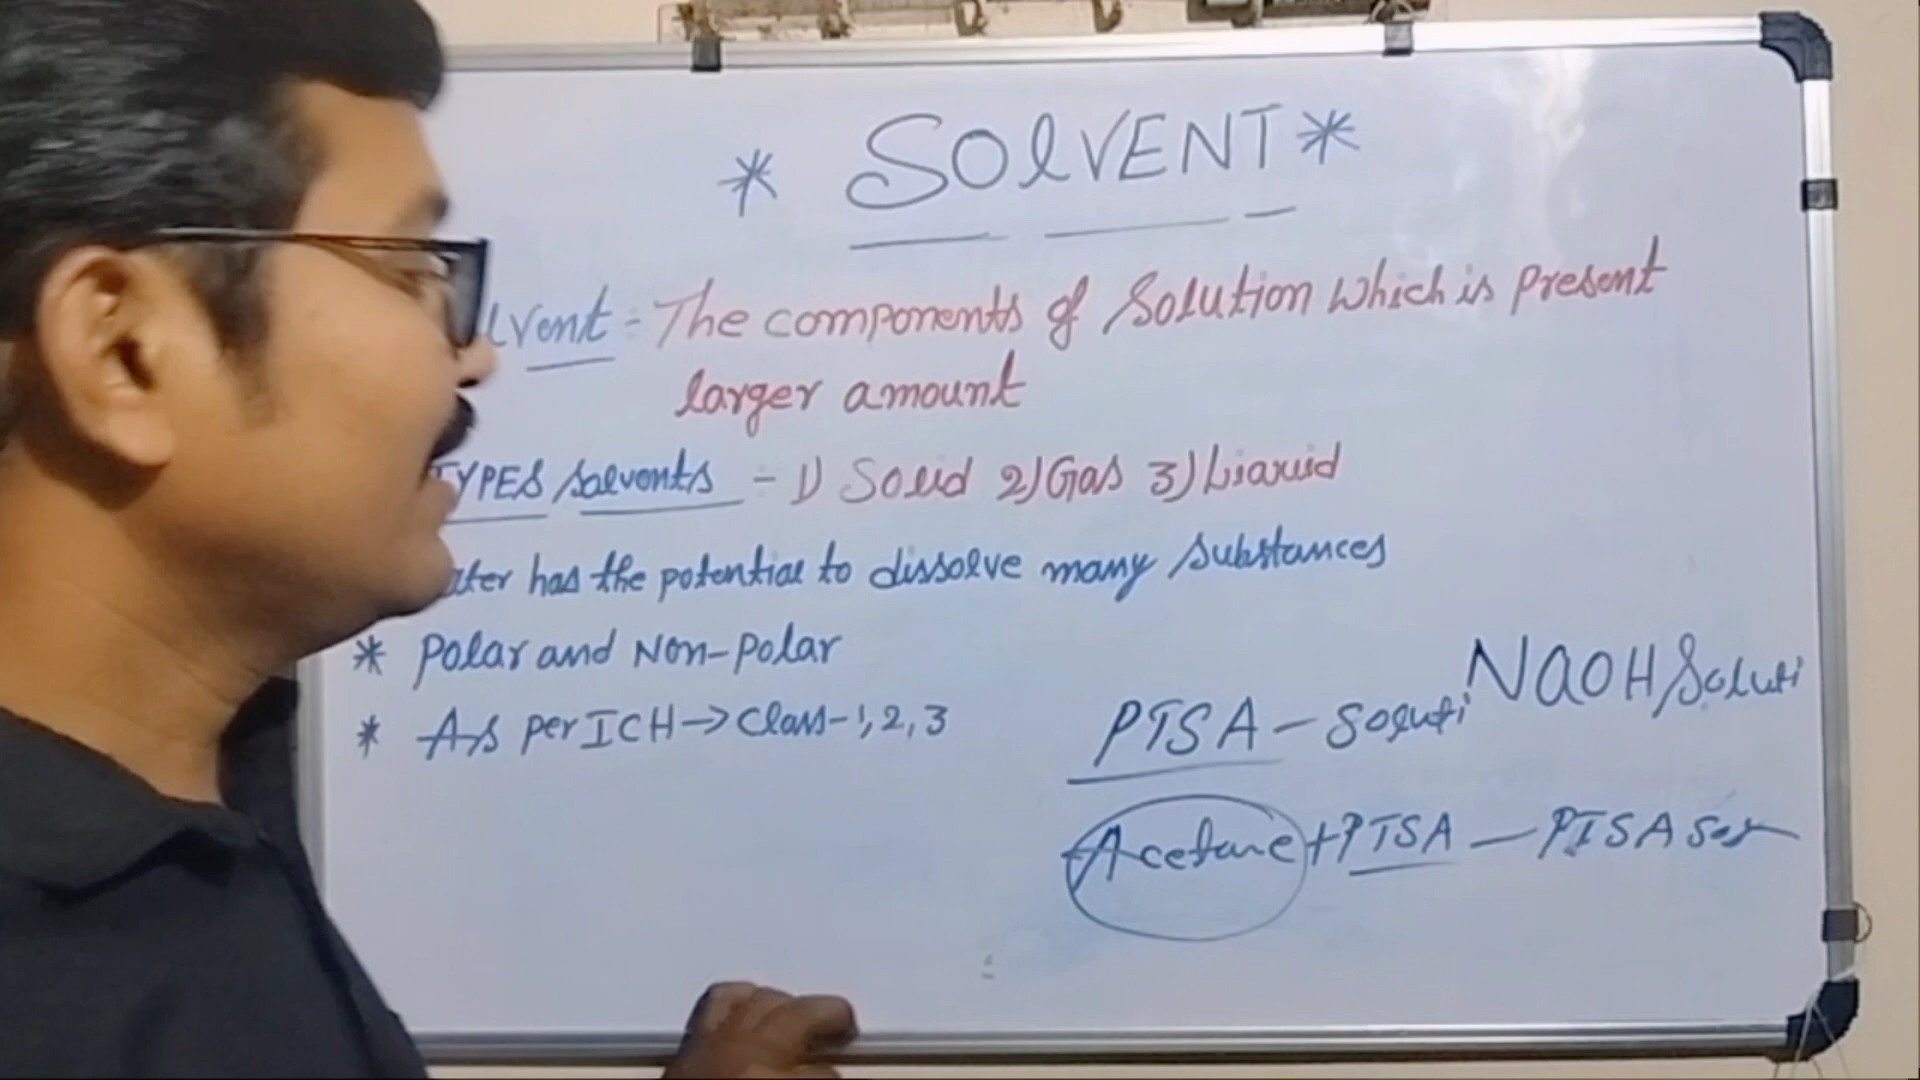 * SOlVENT *
lvent :- The components of Solution Which is Present
larger amount
TYPES Solvents :- 1) Solid 2) Gas 3) Liquid
ater has the potential to dissolve many Substances
* Polar and Non-Polar
* As per ICH → Class-1, 2, 3
NaOH Soluti
PTSA - Soluti
Acetone + PTSA — PTSA